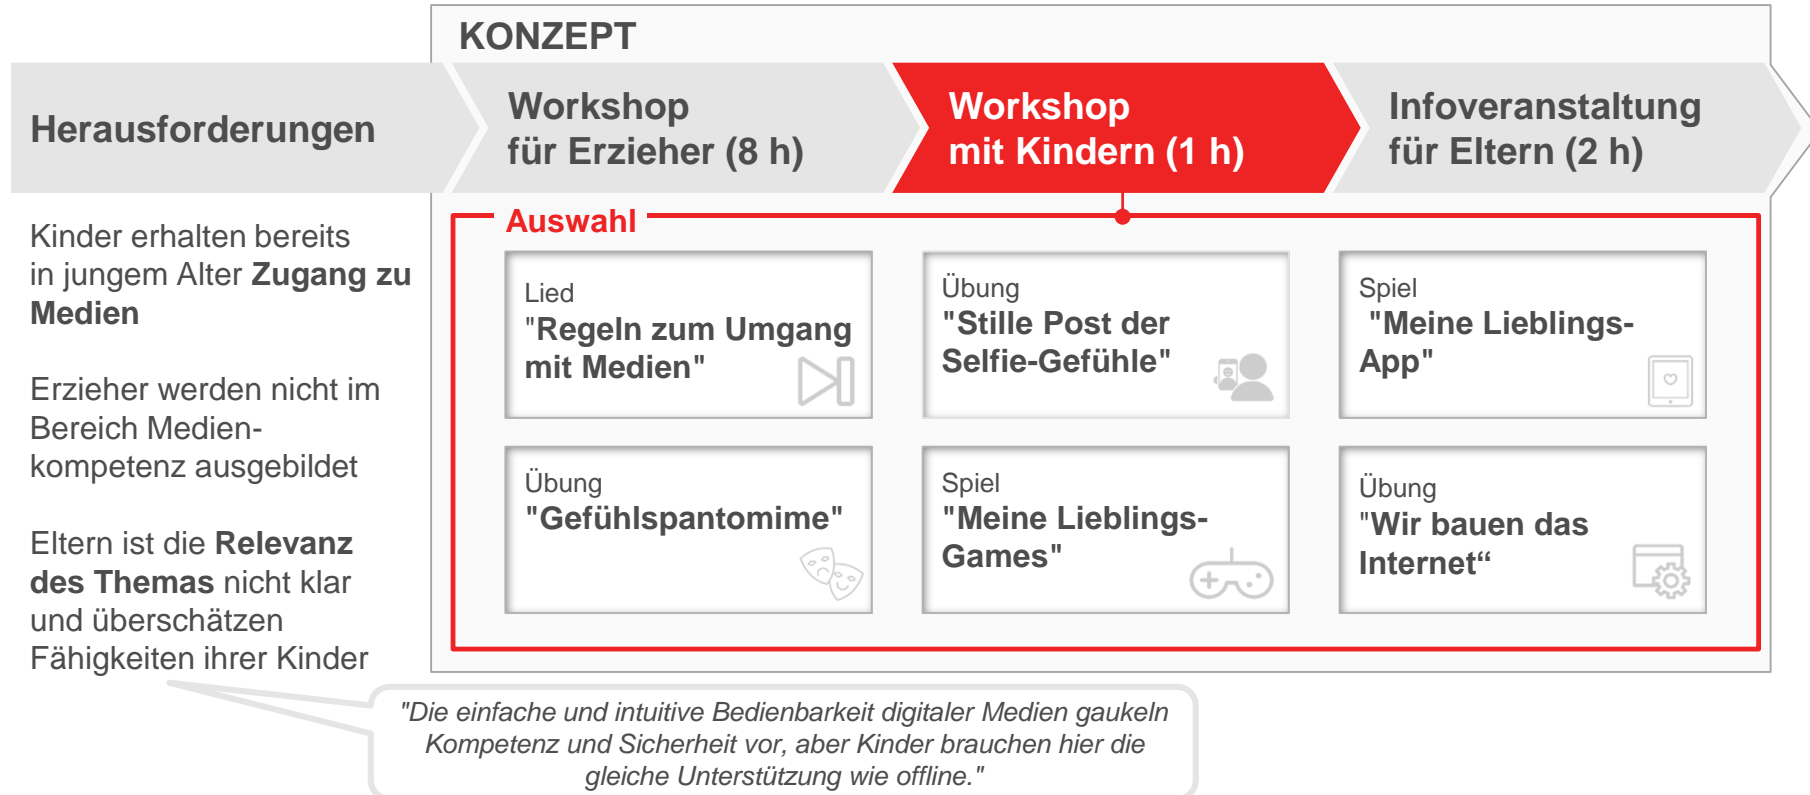 KONZEPT
Herausforderungen
Workshop
für Erzieher (8 h)
Workshop
mit Kindern (1 h)
Infoveranstaltung
für Eltern (2 h)
Kinder erhalten bereits
in jungem Alter Zugang zu
Medien
Erzieher werden nicht im
Bereich Medien-
kompetenz ausgebildet
Eltern ist die Relevanz
des Themas nicht klar
und überschätzen
Fähigkeiten ihrer Kinder
Auswahl
Lied
"Regeln zum Umgang
mit Medien"
Übung
"Stille Post der
Selfie-Gefühle"
Spiel
"Meine Lieblings-
App"
Übung
"Gefühlspantomime"
Spiel
"Meine Lieblings-
Games"
Übung
"Wir bauen das
Internet“
"Die einfache und intuitive Bedienbarkeit digitaler Medien gaukeln
Kompetenz und Sicherheit vor, aber Kinder brauchen hier die
gleiche Unterstützung wie offline."